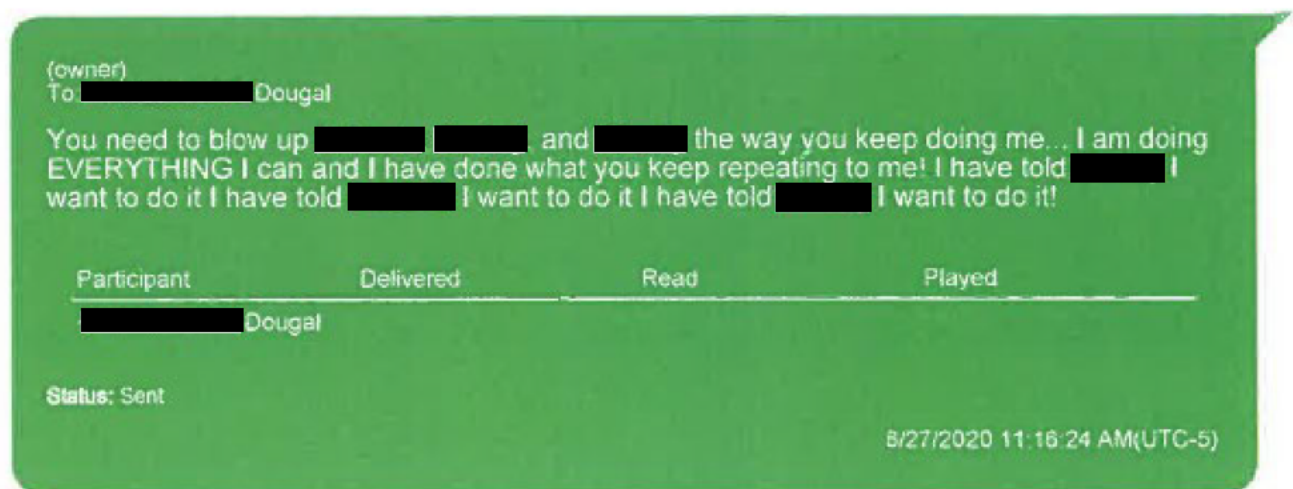 (owner)
To Dougal
You need to blow up and the way you keep doing me... I am doing
EVERYTHING I can and I have done what you keep repeating to me! I have told I
want to do it I have told I want to do it I have told I want to do it!
Participant Delivered Read Played
Dougal
Status: Sent
8/27/2020 11:16:24 AM(UTC-5)